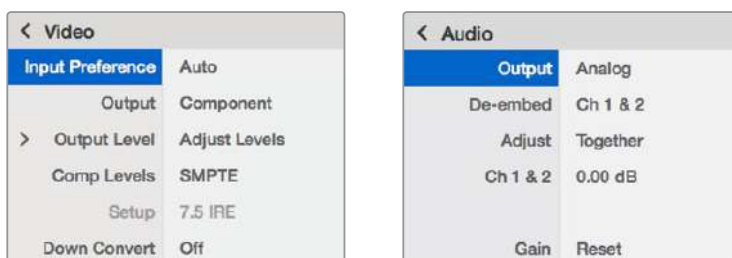 < Video
Input Preference Auto
Output Component
> Output Level Adjust Levels
Comp Levels SMPTE
Setup 7.5 IRE
Down Convert Off
< Audio
Output Analog
De-embed Ch 1 & 2
Adjust Together
Ch 1 & 2 0.00 dB
Gain Reset